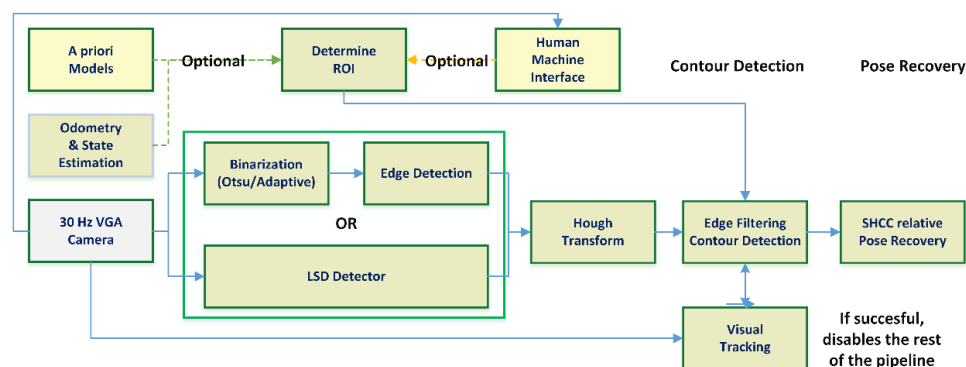 A priori
Models
Optional
Determine
ROI
Optional
Human
Machine
Interface
Contour Detection
Pose Recovery
Odometry
& State
Estimation
Binarization
(Otsu/Adaptive)
Edge Detection
30 Hz VGA
Camera
OR
Hough
Transform
Edge Filtering
Contour Detection
SHCC relative
Pose Recovery
LSD Detector
Visual
Tracking
If succesful,
disables the rest
of the pipeline